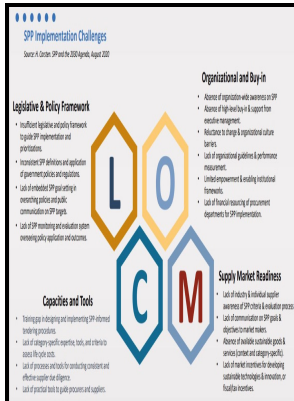 SPP Implementation Challenges
Source: H. Carsten: SPP and the 2030 Agenda, August 2020
Organizational and Buy-in
• Absence of organization-wide awareness on SPP
• Absence of high-level buy-in & support from
executive management.
• Reluctance to change & organizational culture
barriers.
• Lack of organizational guidelines & performance
measurement.
• Limited empowerment & enabling institutional
frameworks.
• Lack of financial resourcing of procurement
departments for SPP implementation.
Legislative & Policy Framework
• Insufficient legislative and policy framework
to guide SPP implementation and
prioritizations.
• Inconsistent SPP definitions and application
of government policies and regulations.
• Lack of embedded SPP goal setting in
overarching policies and public
communication on SPP targets.
• Lack of SPP monitoring and evaluation system
overseeing policy application and outcomes.
L
O
C
M
Capacities and Tools
• Training gap in designing and implementing SPP-informed
tendering procedures.
• Lack of category-specific expertise, tools, and criteria to
assess life cycle costs.
• Lack of processes and tools for conducting consistent and
effective supplier due diligence.
• Lack of practical tools to guide procurers and suppliers.
Supply Market Readiness
• Lack of industry & individual supplier
awareness of SPP criteria & evaluation process
• Lack of communication on SPP goals &
objectives to market makers.
• Absence of available sustainable goods &
services (context and category-specific).
• Lack of market incentives for developing
sustainable technologies & innovation, or
fiscal/tax incentives.